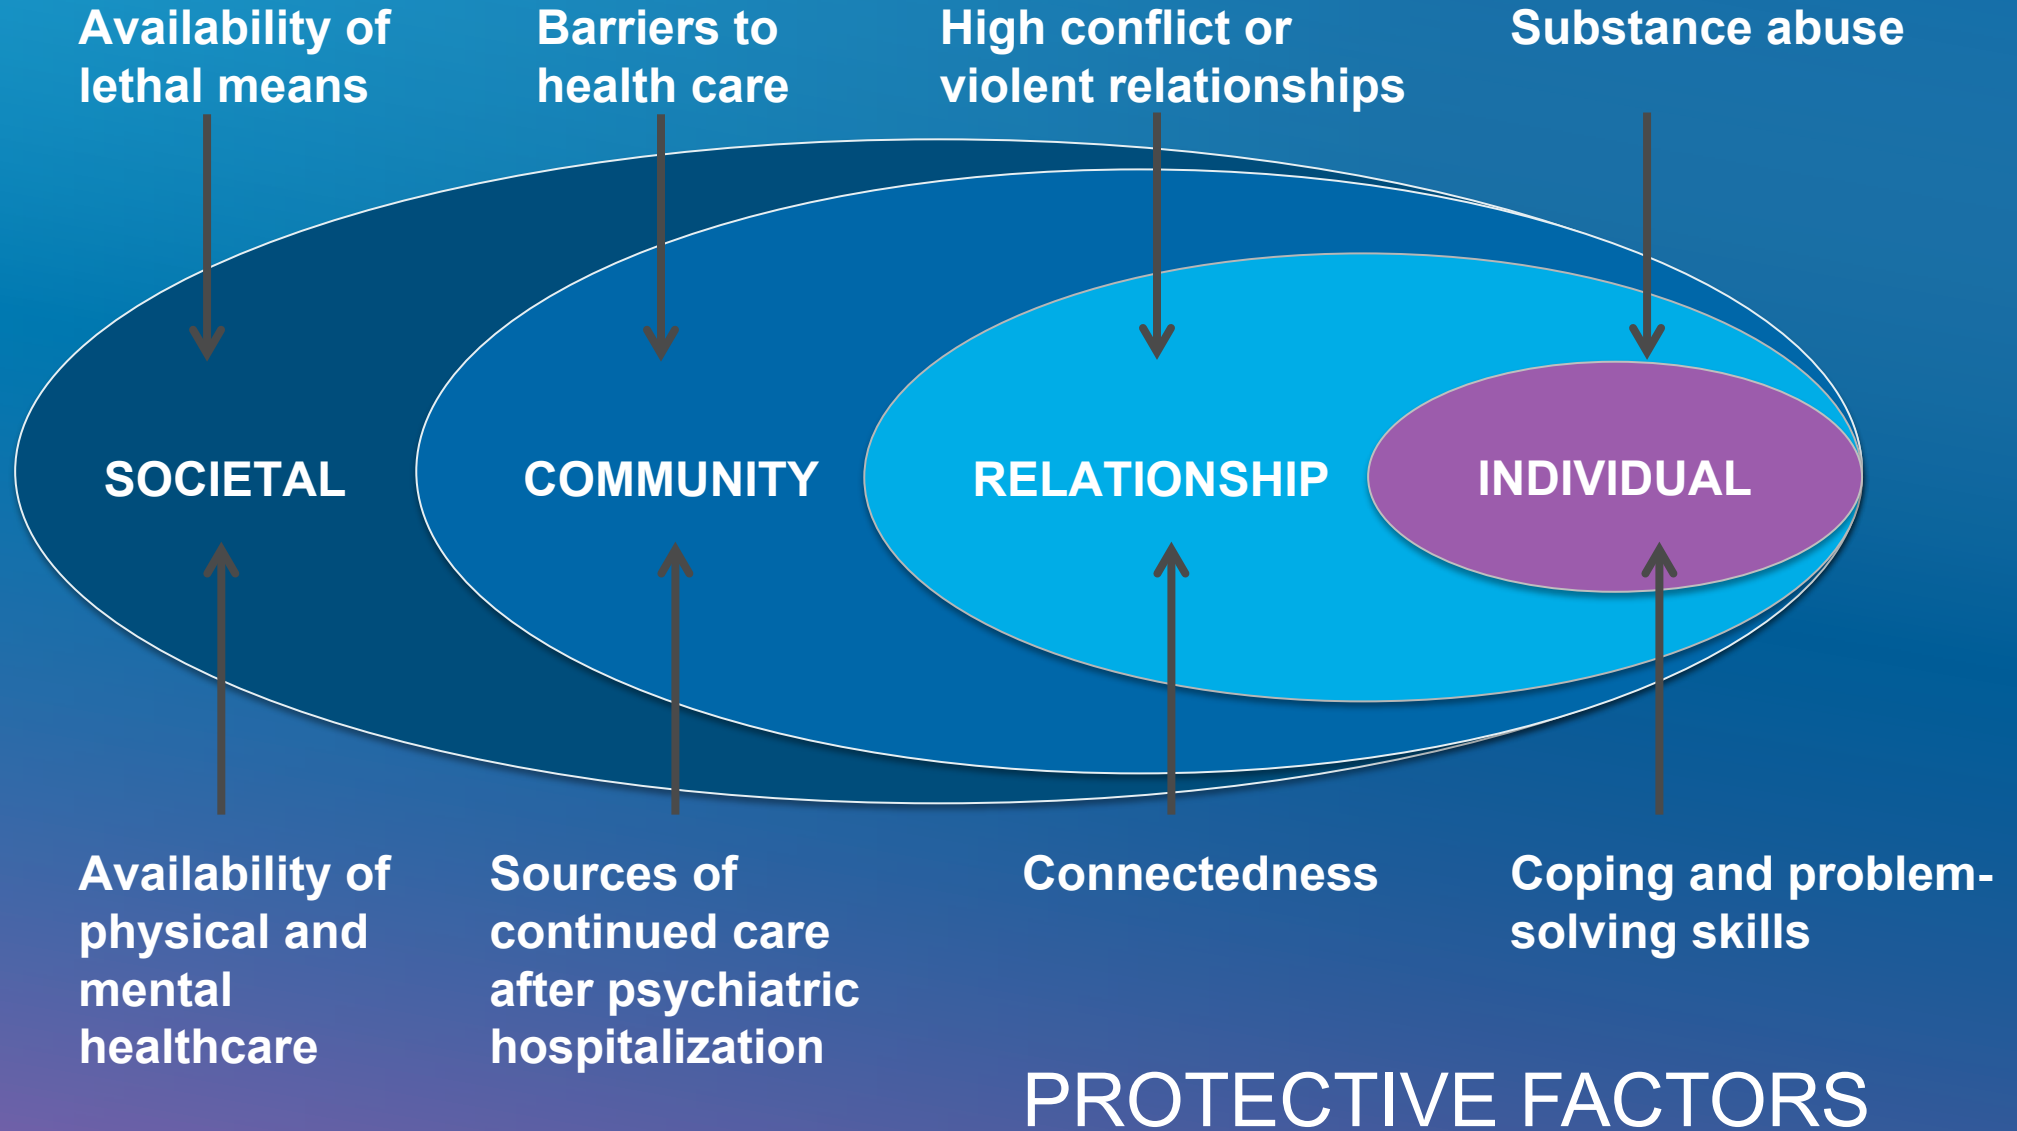 Availability of
lethal means
Barriers to
health care
High conflict or
violent relationships
Substance abuse
SOCIETAL
COMMUNITY
RELATIONSHIP
INDIVIDUAL
Availability of
physical and
mental
healthcare
Sources of
continued care
after psychiatric
hospitalization
Connectedness
Coping and problem-
solving skills
PROTECTIVE FACTORS